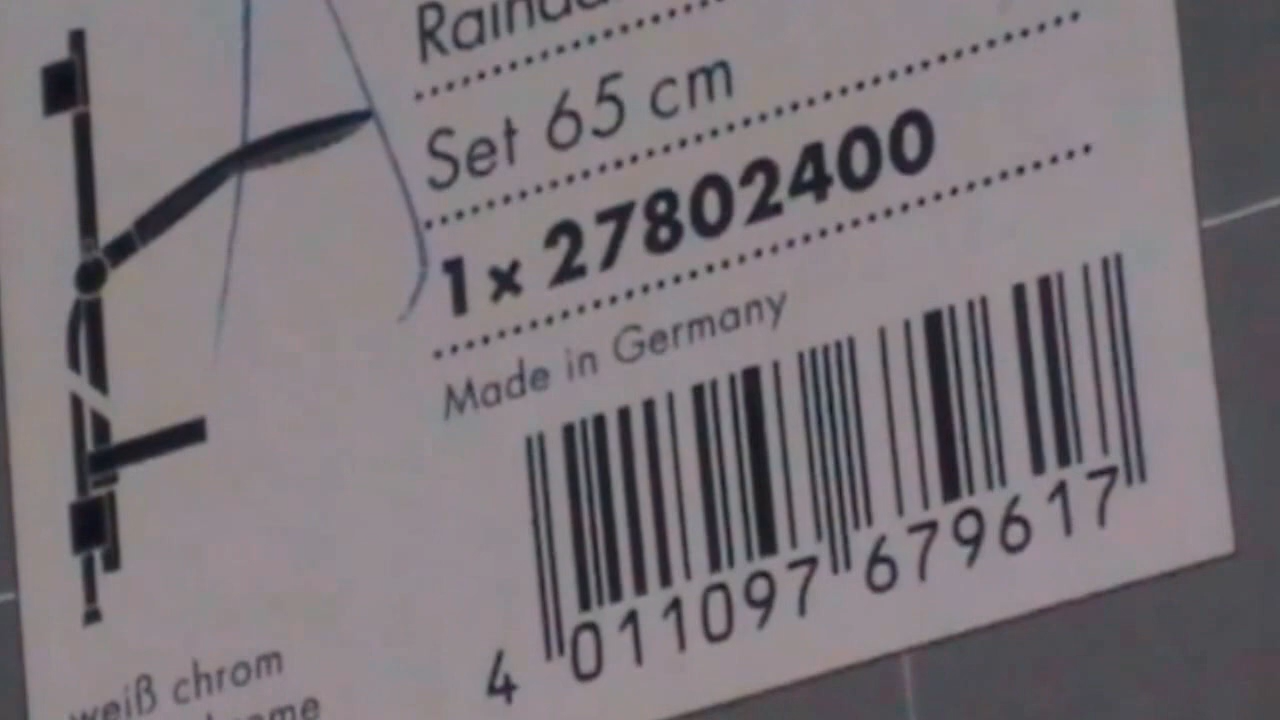 Set 65 cm
1 x 27802400
Made in Germany
4 011097 679617
weiß chrom